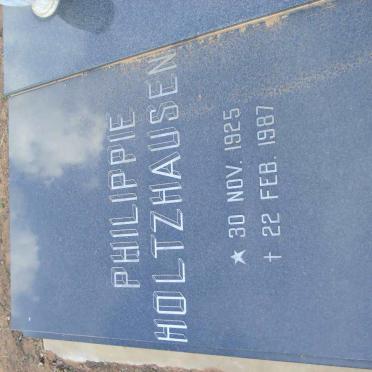 PHILIPPIE
HOLTZHAUSEN
★ 30 NOV. 1925
† 22 FEB. 1987